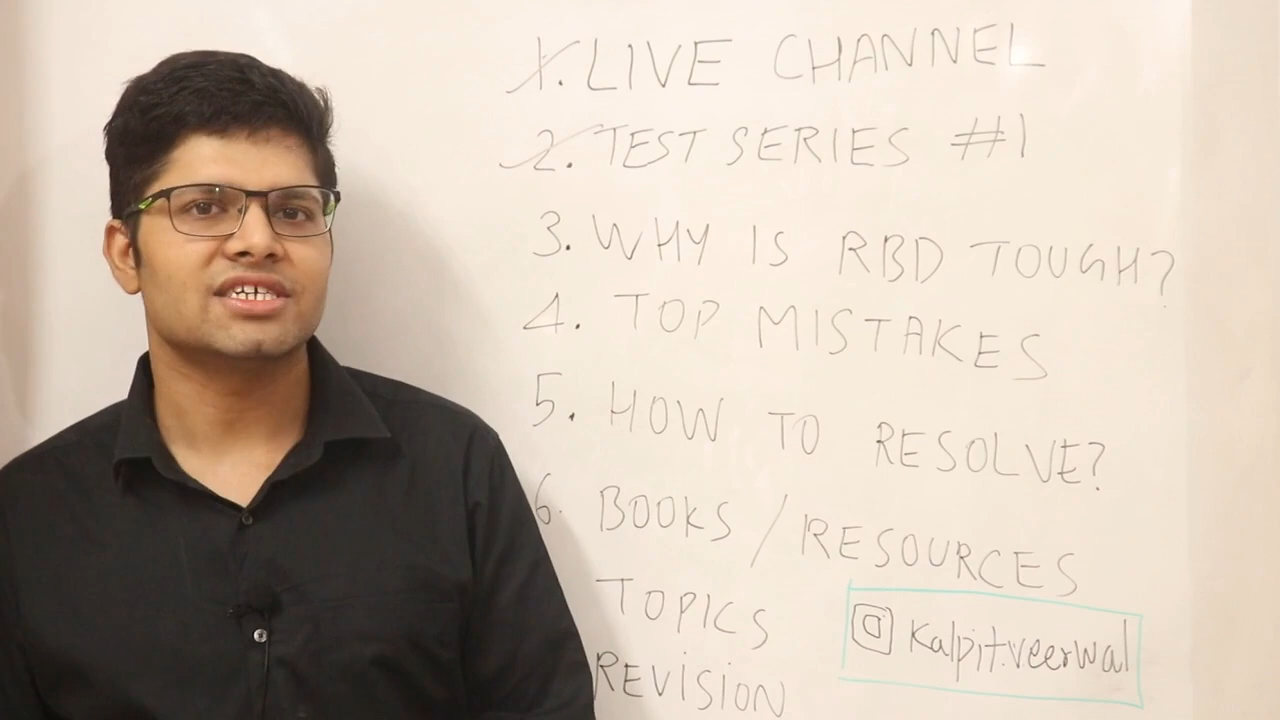 1. LIVE CHANNEL
2. TEST SERIES #1
3. WHY IS RBD TOUGH?
4. TOP MISTAKES
5. HOW TO RESOLVE?
6. BOOKS / RESOURCES
TOPICS
REVISION
kalpit.veerwal